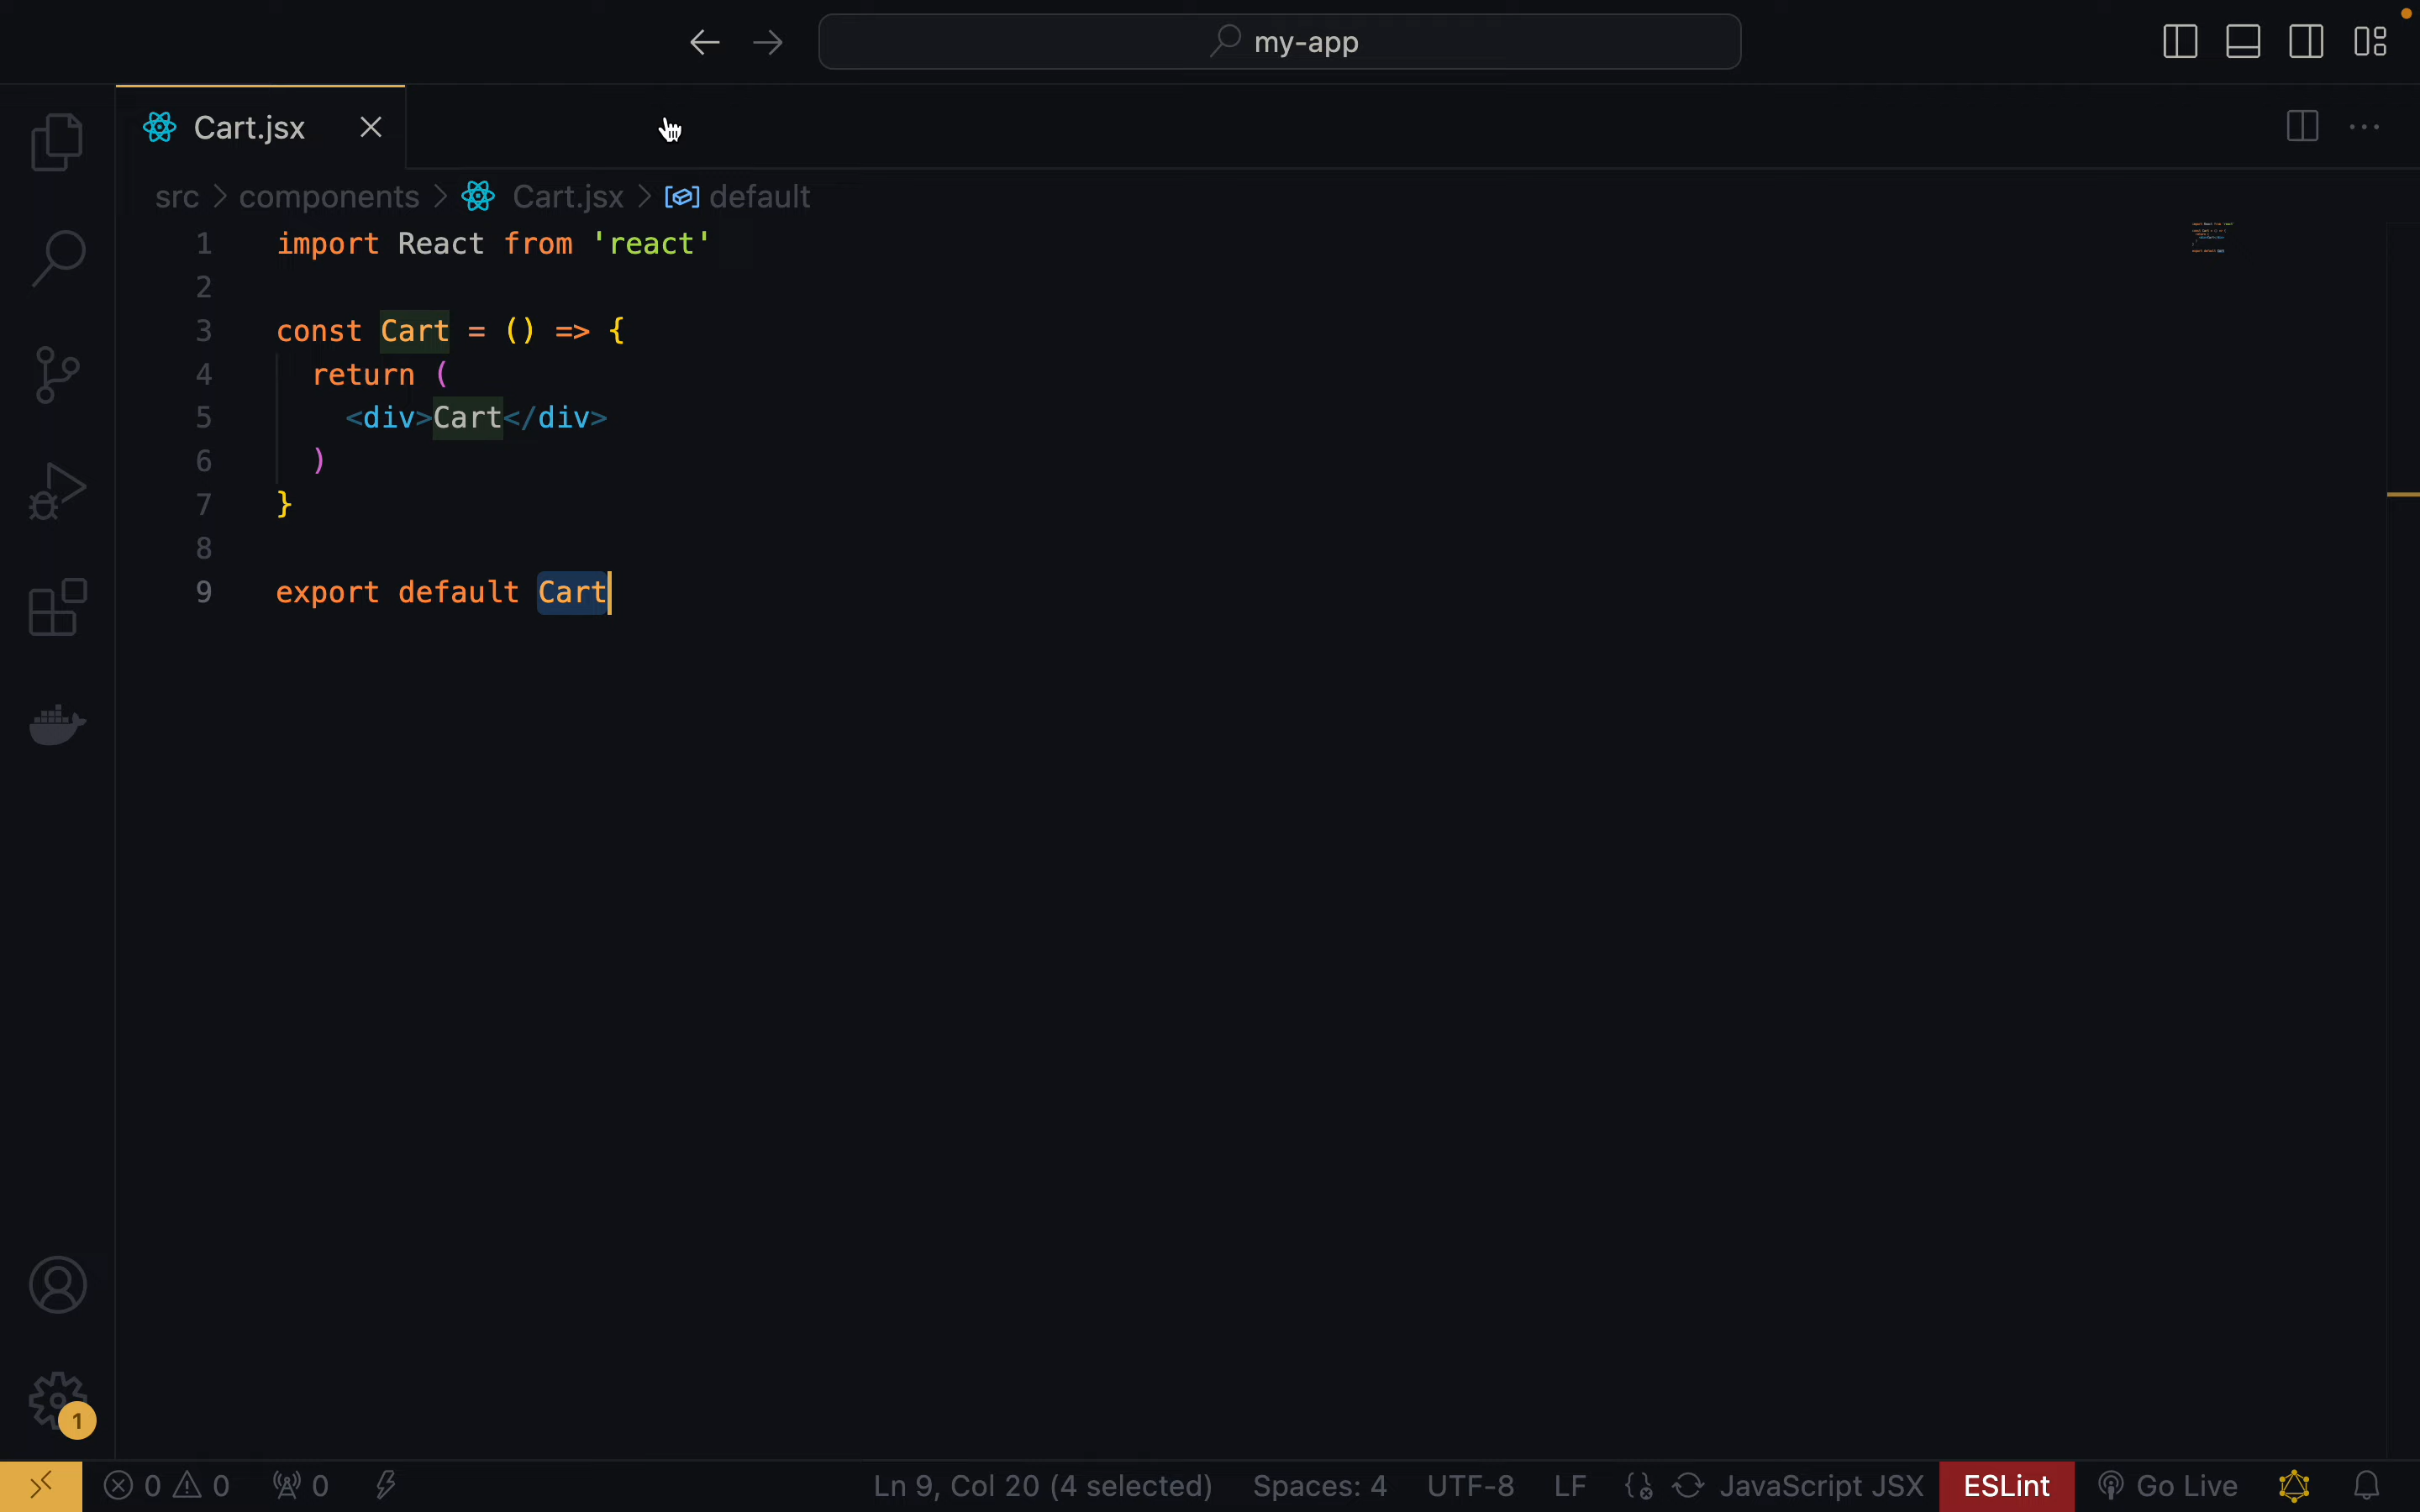 my-app
Cart.jsx
src > components > Cart.jsx > default
1 import React from 'react'
2
3 const Cart = () => {
4 return (
5 <div>Cart</div>
6 )
7 }
8
9 export default Cart
1
0 0 0 Ln 9, Col 20 (4 selected) Spaces: 4 UTF-8 LF JavaScript JSX ESLint Go Live